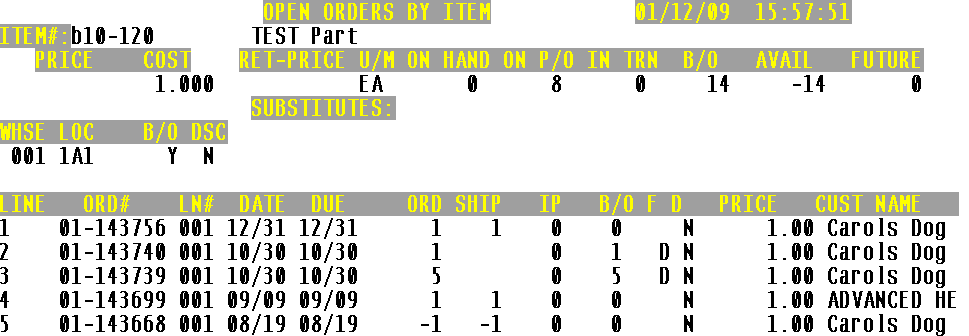 OPEN ORDERS BY ITEM 01/12/09 15:57:51
ITEM#:b10-120 TEST Part
PRICE COST RET-PRICE U/M ON HAND ON P/O IN TRN B/O AVAIL FUTURE
1.000 EA 0 8 0 14 -14 0
SUBSTITUTES:
WHSE LOC B/O DSC
001 1A1 Y N
LINE ORD# LN# DATE DUE ORD SHIP IP B/O F D PRICE CUST NAME
1 01-143756 001 12/31 12/31 1 1 0 0 N 1.00 Carols Dog
2 01-143740 001 10/30 10/30 1 0 1 D N 1.00 Carols Dog
3 01-143739 001 10/30 10/30 5 0 5 D N 1.00 Carols Dog
4 01-143699 001 09/09 09/09 1 1 0 0 N 1.00 ADVANCED HE
5 01-143668 001 08/19 08/19 -1 -1 0 0 N 1.00 Carols Dog